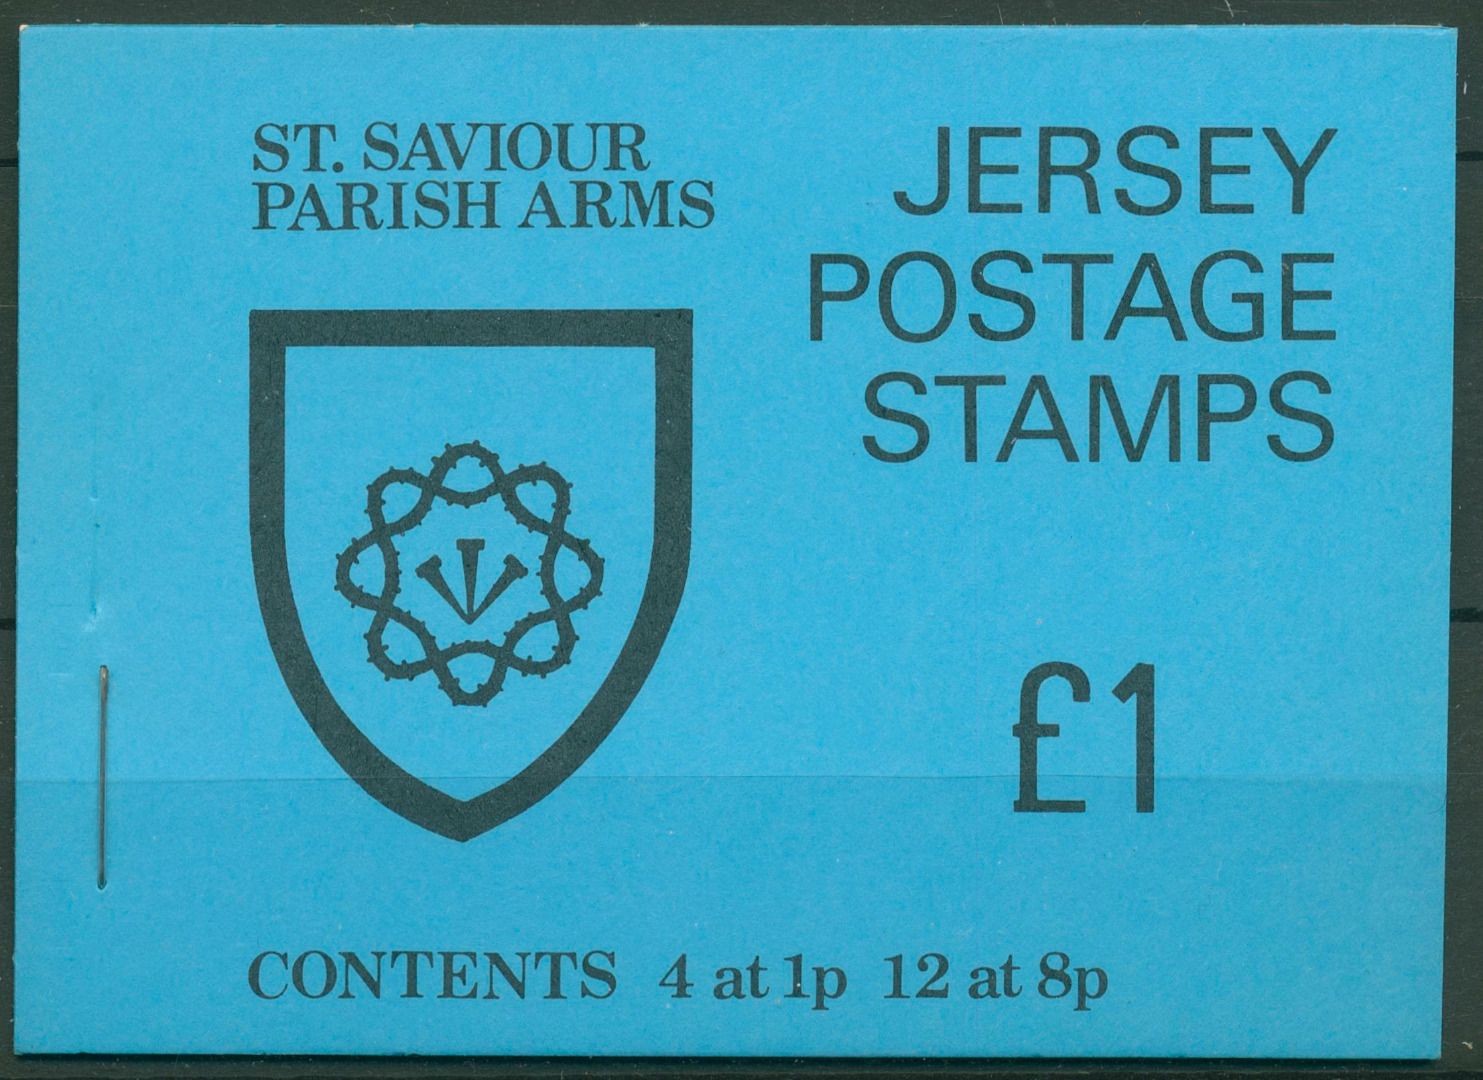 ST. SAVIOUR
PARISH ARMS
JERSEY
POSTAGE
STAMPS
£1
CONTENTS 4 at 1p 12 at 8p